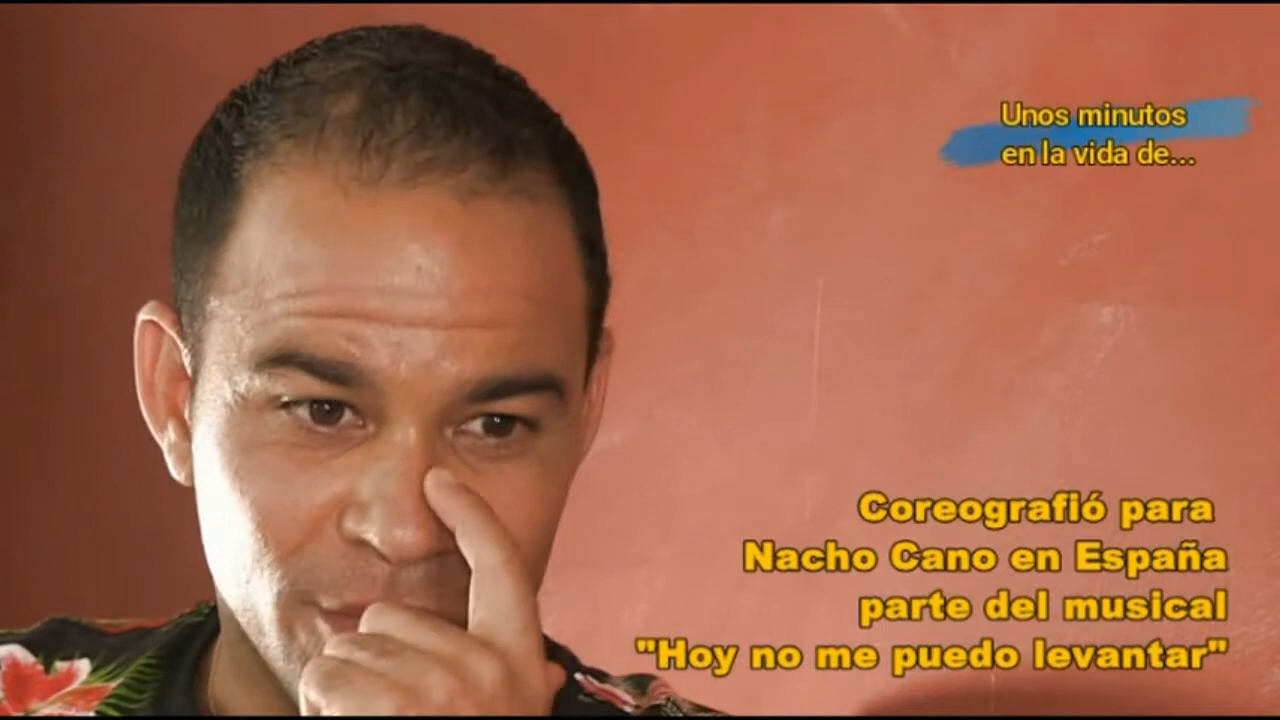 Unos minutos
en la vida de...
Coreografió para
Nacho Cano en España
parte del musical
"Hoy no me puedo levantar"